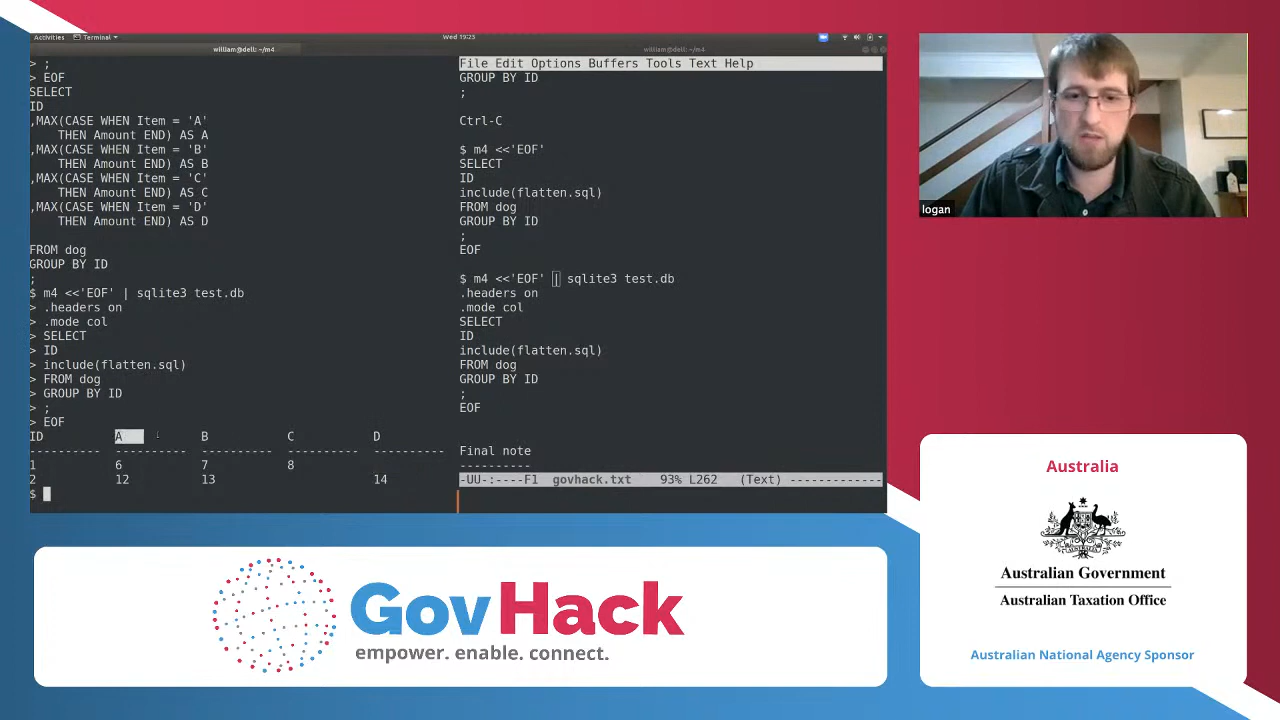 Activities Terminal Wed 19:23
william@dell: ~/m4
> ;
> EOF
SELECT
ID
,MAX(CASE WHEN Item = 'A'
THEN Amount END) AS A
,MAX(CASE WHEN Item = 'B'
THEN Amount END) AS B
,MAX(CASE WHEN Item = 'C'
THEN Amount END) AS C
,MAX(CASE WHEN Item = 'D'
THEN Amount END) AS D
FROM dog
GROUP BY ID
;
$ m4 <<'EOF' | sqlite3 test.db
> .headers on
> .mode col
> SELECT
> ID
> include(flatten.sql)
> FROM dog
> GROUP BY ID
> ;
> EOF
ID A B C D
---------- ---------- ---------- ---------- ----------
1 6 7 8
2 12 13 14
$
william@dell: ~/m4
File Edit Options Buffers Tools Text Help
GROUP BY ID
;
Ctrl-C
$ m4 <<'EOF'
SELECT
ID
include(flatten.sql)
FROM dog
GROUP BY ID
;
EOF
$ m4 <<'EOF' | sqlite3 test.db
.headers on
.mode col
SELECT
ID
include(flatten.sql)
FROM dog
GROUP BY ID
;
EOF
Final note
----------
-UU-:----F1 govhack.txt 93% L262 (Text) -------------
logan
GovHack
empower. enable. connect.
Australia
Australian Government
Australian Taxation Office
Australian National Agency Sponsor